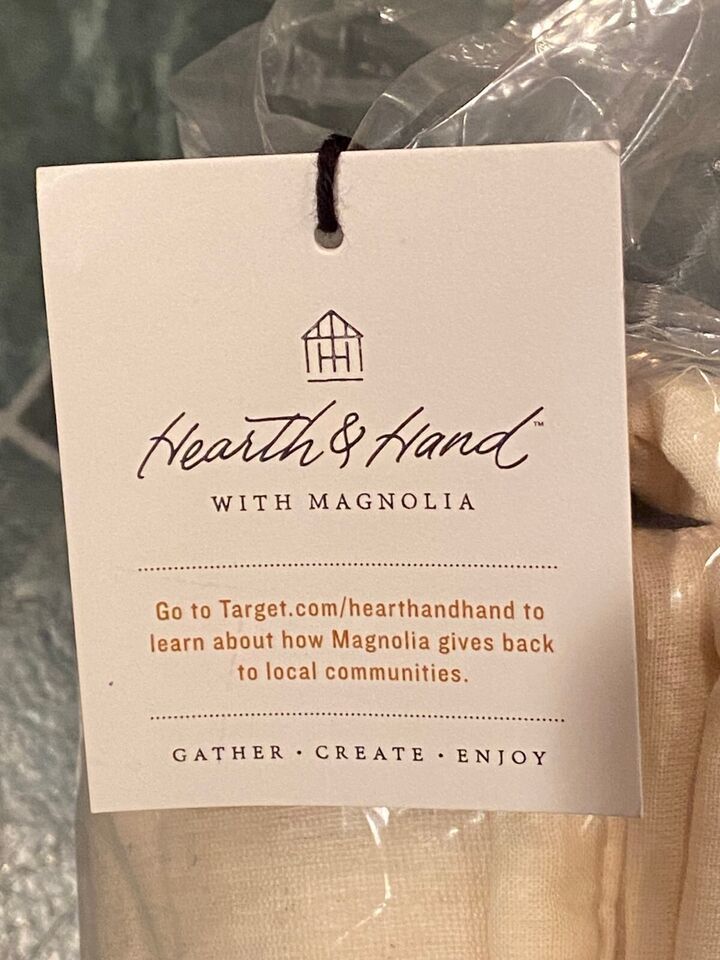 Hearth & Hand™
WITH MAGNOLIA
Go to Target.com/hearthandhand to
learn about how Magnolia gives back
to local communities.
GATHER · CREATE · ENJOY